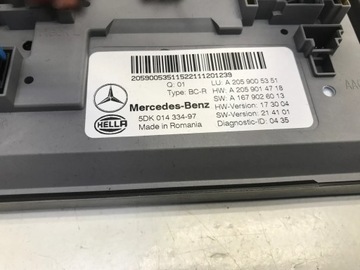 20590053511522111201239
Q: 01 LU: A 205 900 53 51
Type: BC-R HW: A 205 901 47 18
SW: A 167 902 60 13
Mercedes-Benz HW-Version: 17 30 04
5DK 014 334-97 SW-Version: 21 41 01
Made in Romania Diagnostic-ID: 04 35
HELLA